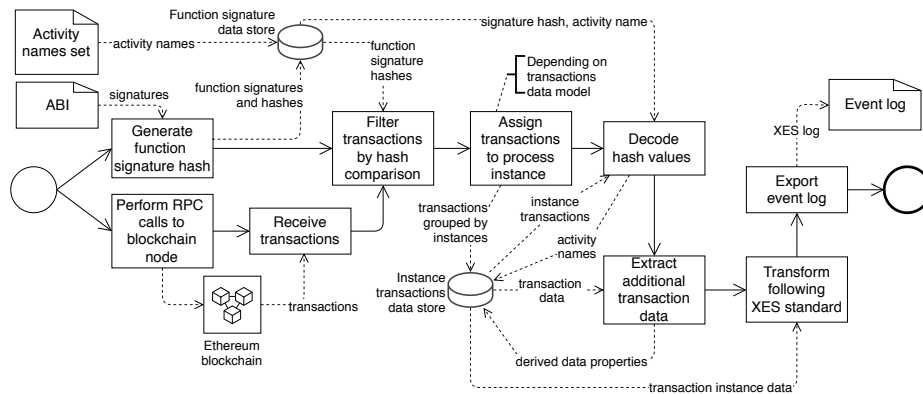 Activity
names set
activity names
Function signature
data store
signature hash, activity name
function
signature
hashes
Depending on
transactions
data model
ABI
signatures
function signatures
and hashes
Generate
function
signature hash
Filter
transactions
by hash
comparison
Assign
transactions
to process
instance
Decode
hash values
Event log
XES log
Export
event log
Perform RPC
calls to
blockchain
node
Receive
transactions
transactions
grouped by
instances
instance
transactions
activity
names
Instance
transactions
data store
transaction
data
Extract
additional
transaction
data
Transform
following
XES standard
transactions
Ethereum
blockchain
derived data properties
transaction instance data